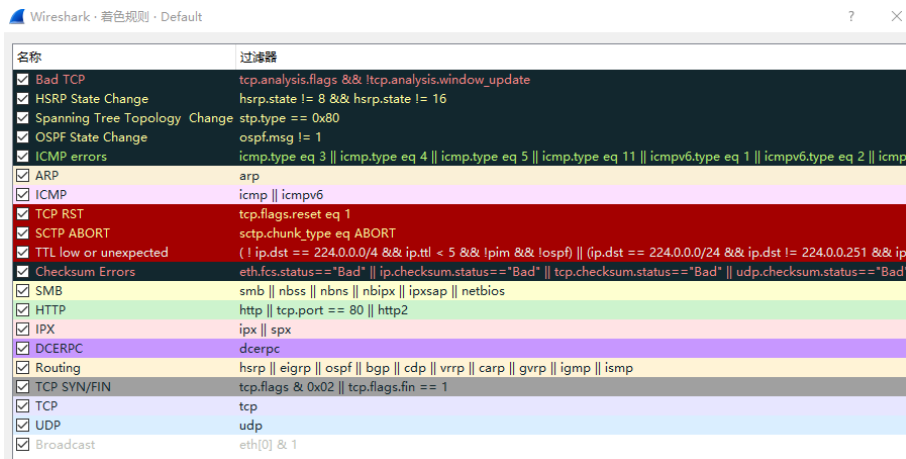 Wireshark · 着色规则 · Default
名称 过滤器
Bad TCP tcp.analysis.flags && !tcp.analysis.window_update
HSRP State Change hsrp.state != 8 && hsrp.state != 16
Spanning Tree Topology Change stp.type == 0x80
OSPF State Change ospf.msg != 1
ICMP errors icmp.type eq 3 || icmp.type eq 4 || icmp.type eq 5 || icmp.type eq 11 || icmpv6.type eq 1 || icmpv6.type eq 2 || icmp
ARP arp
ICMP icmp || icmpv6
TCP RST tcp.flags.reset eq 1
SCTP ABORT sctp.chunk_type eq ABORT
TTL low or unexpected ( ! ip.dst == 224.0.0.0/4 && ip.ttl < 5 && !pim && !ospf) || (ip.dst == 224.0.0.0/24 && ip.dst != 224.0.0.251 && ip
Checksum Errors eth.fcs.status=="Bad" || ip.checksum.status=="Bad" || tcp.checksum.status=="Bad" || udp.checksum.status=="Bad"
SMB smb || nbss || nbns || nbipx || ipxsap || netbios
HTTP http || tcp.port == 80 || http2
IPX ipx || spx
DCERPC dcerpc
Routing hsrp || eigrp || ospf || bgp || cdp || vrrp || carp || gvrp || igmp || ismp
TCP SYN/FIN tcp.flags & 0x02 || tcp.flags.fin == 1
TCP tcp
UDP udp
Broadcast eth[0] & 1